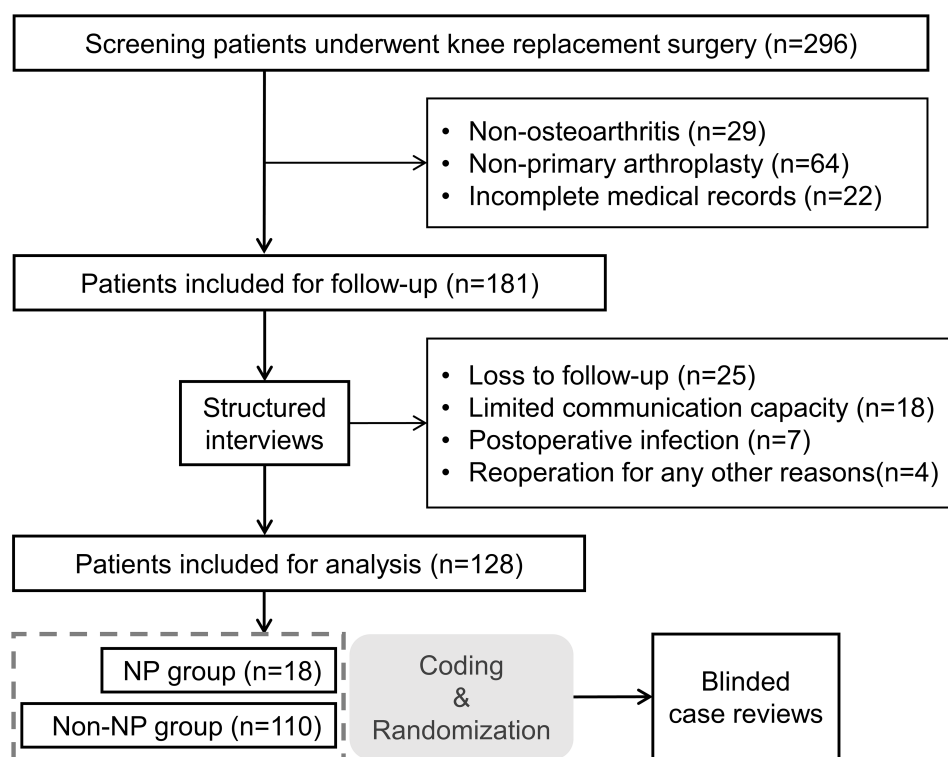 Screening patients underwent knee replacement surgery (n=296)
• Non-osteoarthritis (n=29)
• Non-primary arthroplasty (n=64)
• Incomplete medical records (n=22)
Patients included for follow-up (n=181)
Structured
interviews
• Loss to follow-up (n=25)
• Limited communication capacity (n=18)
• Postoperative infection (n=7)
• Reoperation for any other reasons(n=4)
Patients included for analysis (n=128)
NP group (n=18)
Non-NP group (n=110)
Coding
&
Randomization
Blinded
case reviews